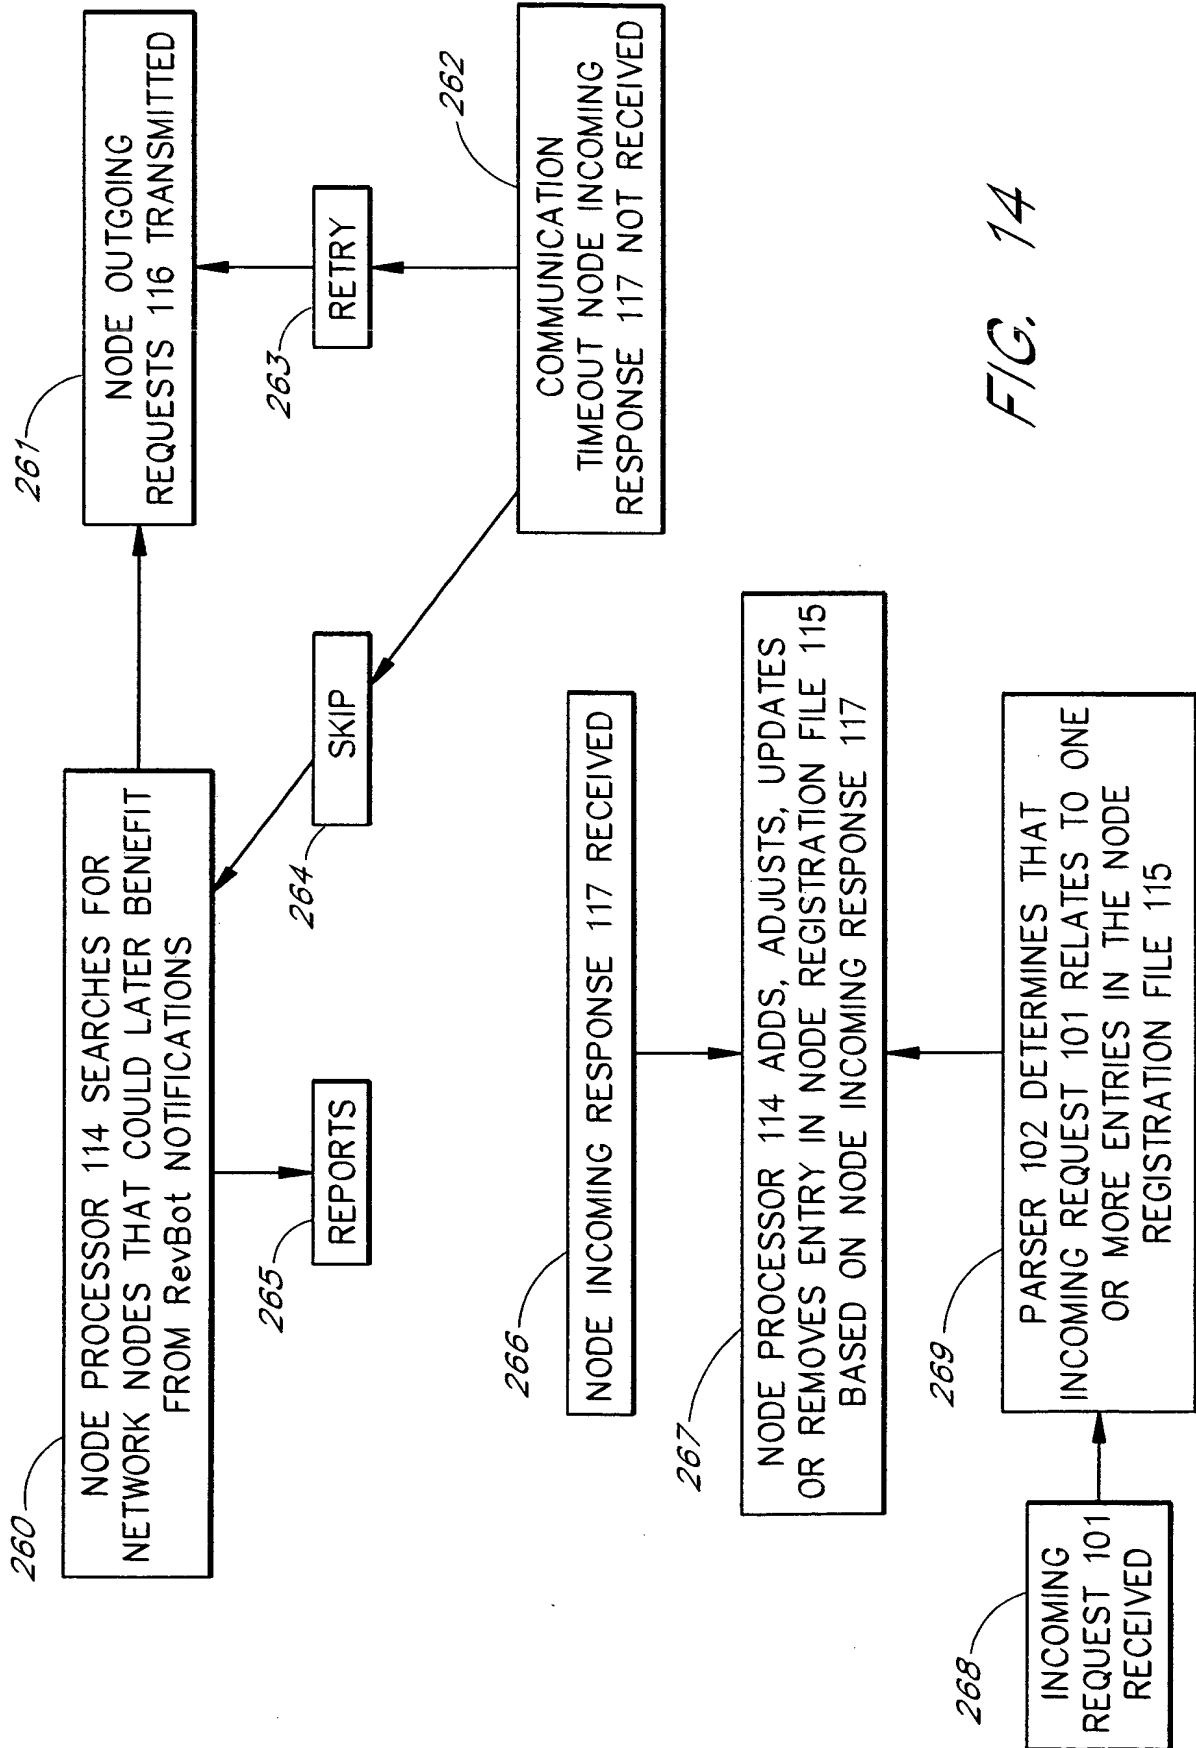 260
NODE PROCESSOR 114 SEARCHES FOR
NETWORK NODES THAT COULD LATER BENEFIT
FROM RevBot NOTIFICATIONS
261
NODE OUTGOING
REQUESTS 116 TRANSMITTED
265
REPORTS
264
SKIP
263
RETRY
262
COMMUNICATION
TIMEOUT NODE INCOMING
RESPONSE 117 NOT RECEIVED
266
NODE INCOMING RESPONSE 117 RECEIVED
267
NODE PROCESSOR 114 ADDS, ADJUSTS, UPDATES
OR REMOVES ENTRY IN NODE REGISTRATION FILE 115
BASED ON NODE INCOMING RESPONSE 117
268
INCOMING
REQUEST 101
RECEIVED
269
PARSER 102 DETERMINES THAT
INCOMING REQUEST 101 RELATES TO ONE
OR MORE ENTRIES IN THE NODE
REGISTRATION FILE 115
FIG. 14